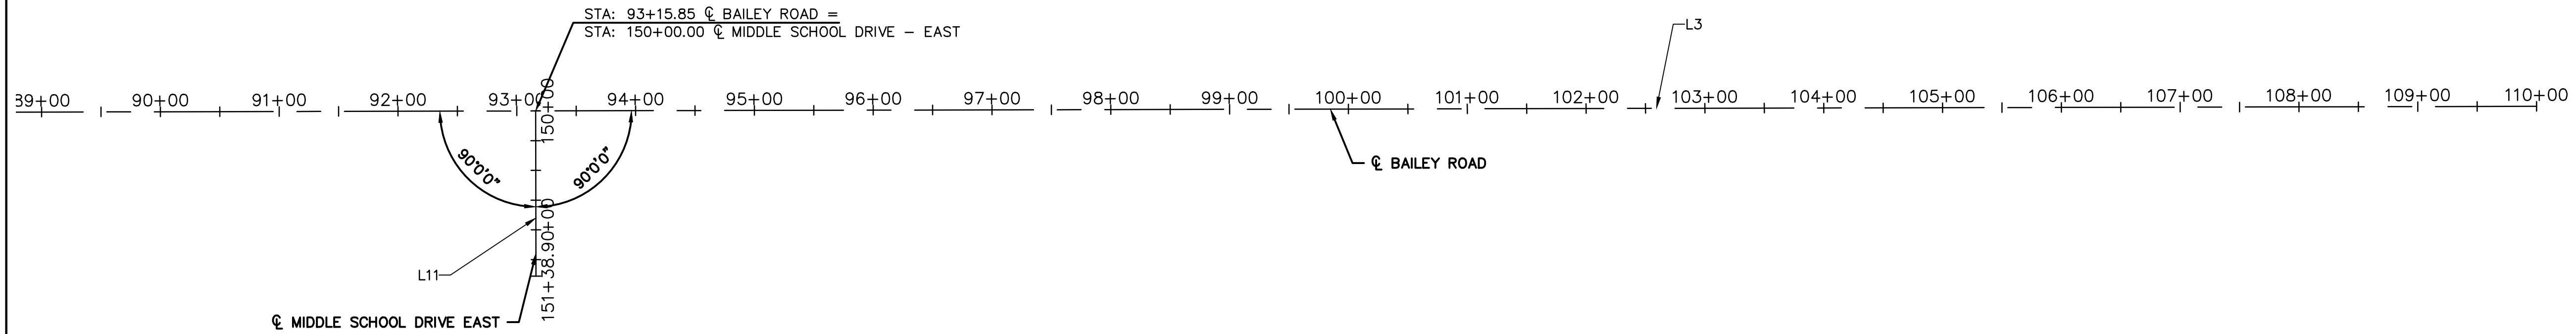 STA: 93+15.85 ℄ BAILEY ROAD =
STA: 150+00.00 ℄ MIDDLE SCHOOL DRIVE - EAST
L3
89+00 90+00 91+00 92+00 93+00 94+00 95+00 96+00 97+00 98+00 99+00 100+00 101+00 102+00 103+00 104+00 105+00 106+00 107+00 108+00 109+00 110+00
150+00
90°0'0"
90°0'0"
℄ BAILEY ROAD
151+38.90+00
L11
℄ MIDDLE SCHOOL DRIVE EAST